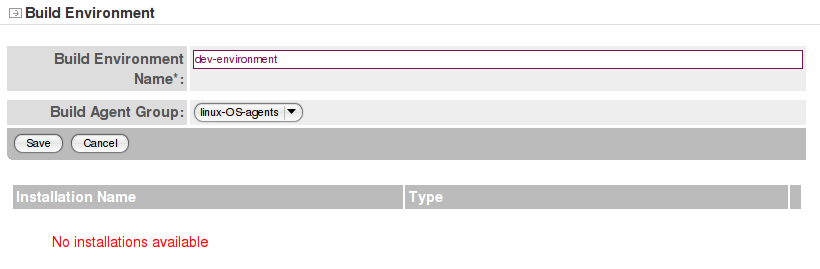 Build Environment
Build Environment
Name*:
dev-environment
Build Agent Group:
linux-OS-agents
Save Cancel
Installation Name Type
No installations available